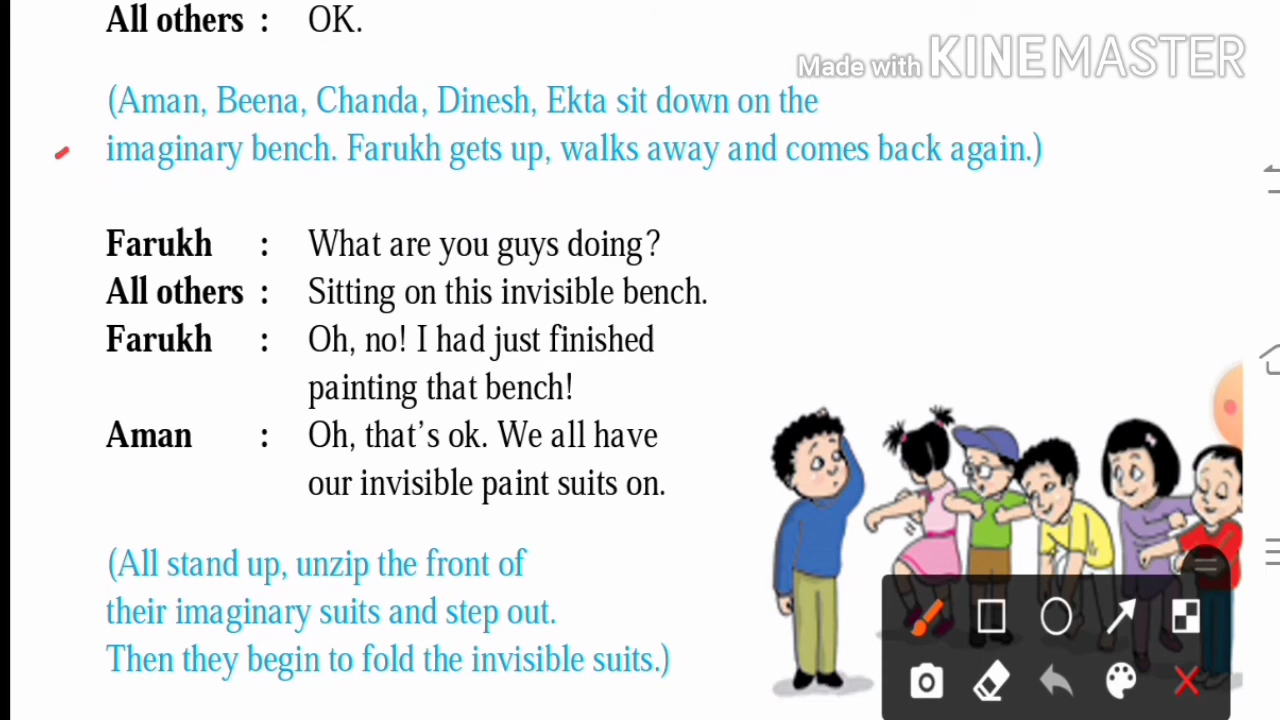 All others : OK.
Made with KINEMASTER
(Aman, Beena, Chanda, Dinesh, Ekta sit down on the
imaginary bench. Farukh gets up, walks away and comes back again.)
Farukh : What are you guys doing?
All others : Sitting on this invisible bench.
Farukh : Oh, no! I had just finished
painting that bench!
Aman : Oh, that’s ok. We all have
our invisible paint suits on.
(All stand up, unzip the front of
their imaginary suits and step out.
Then they begin to fold the invisible suits.)